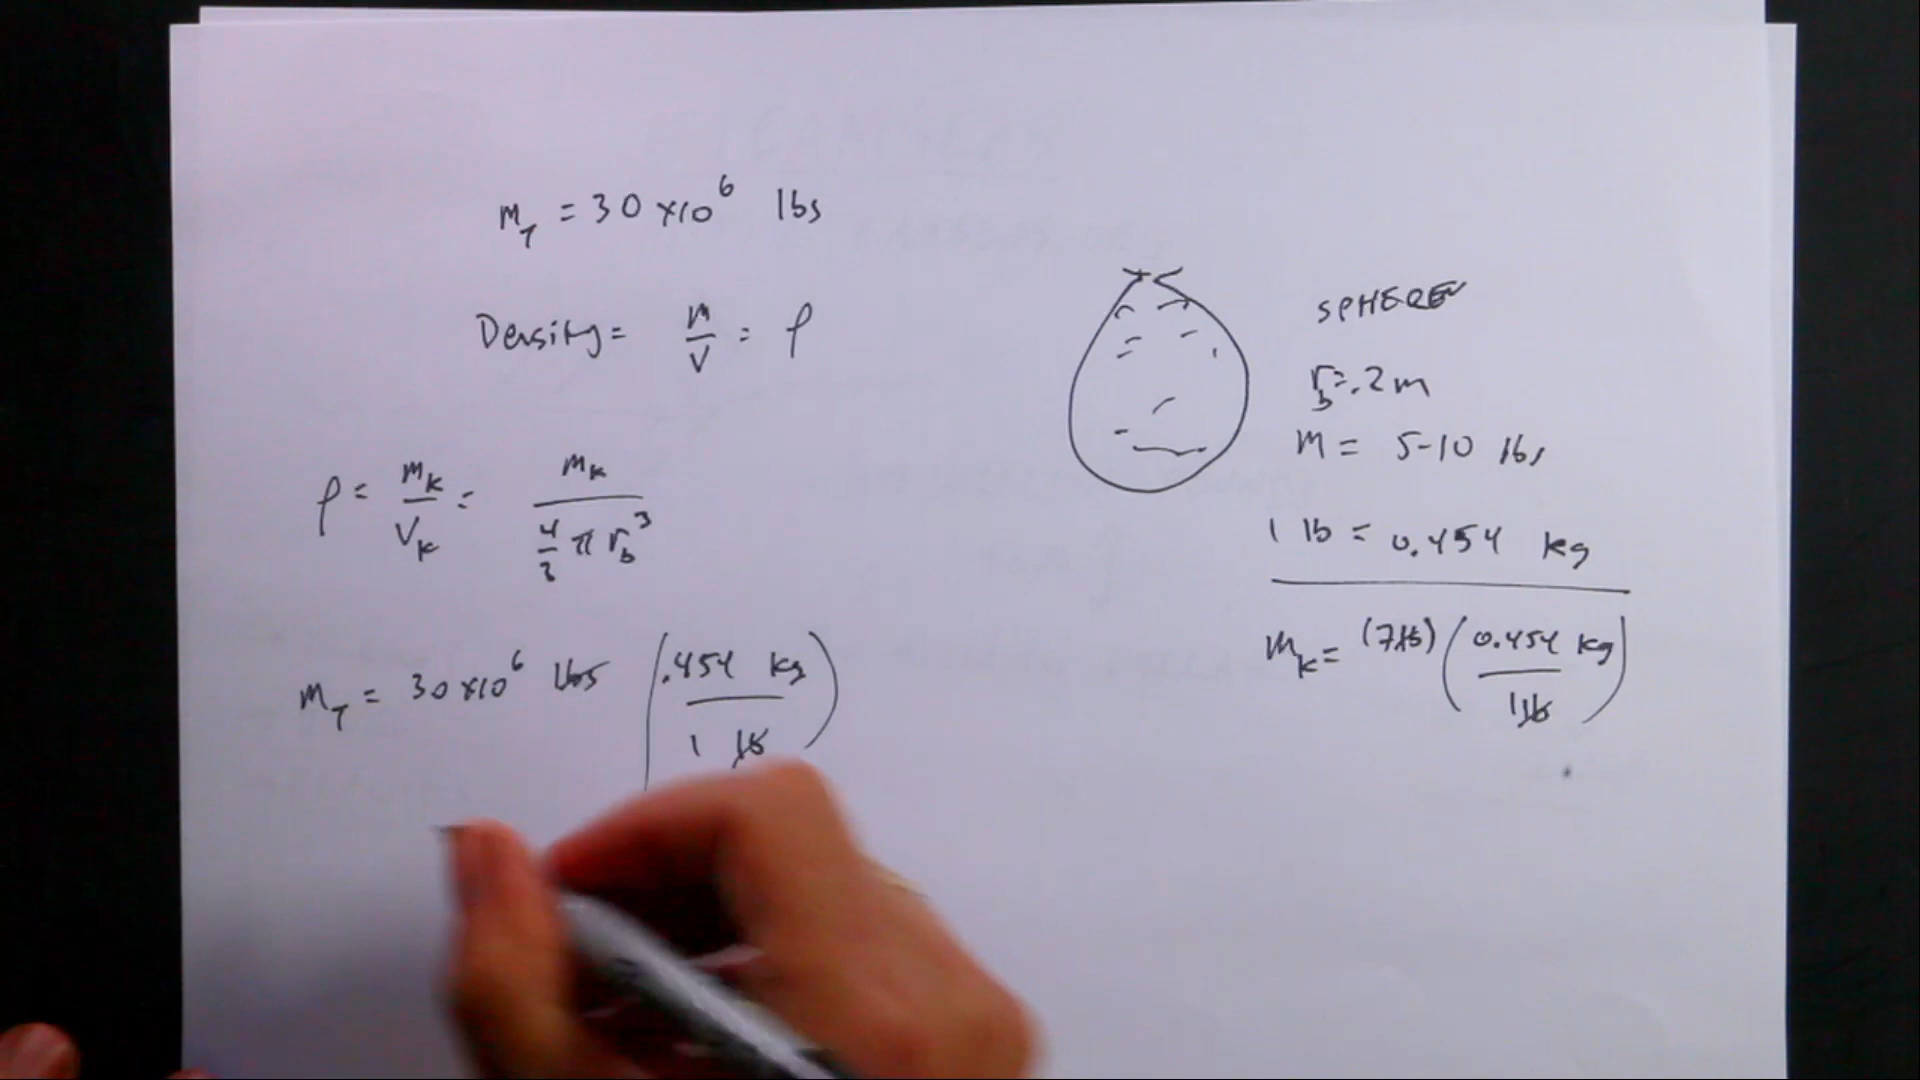 m_T = 30 x10^6 lbs
Density = m/V = ρ
ρ = m_k/V_k = m_k / (4/3 π r_b^3)
m_T = 30 x10^6 lbs (.454 kg / 1 lb)
SPHERE
r_b = .2 m
m = 5-10 lbs
1 lb = 0.454 kg
m_k = (7 lb) (0.454 kg / 1 lb)